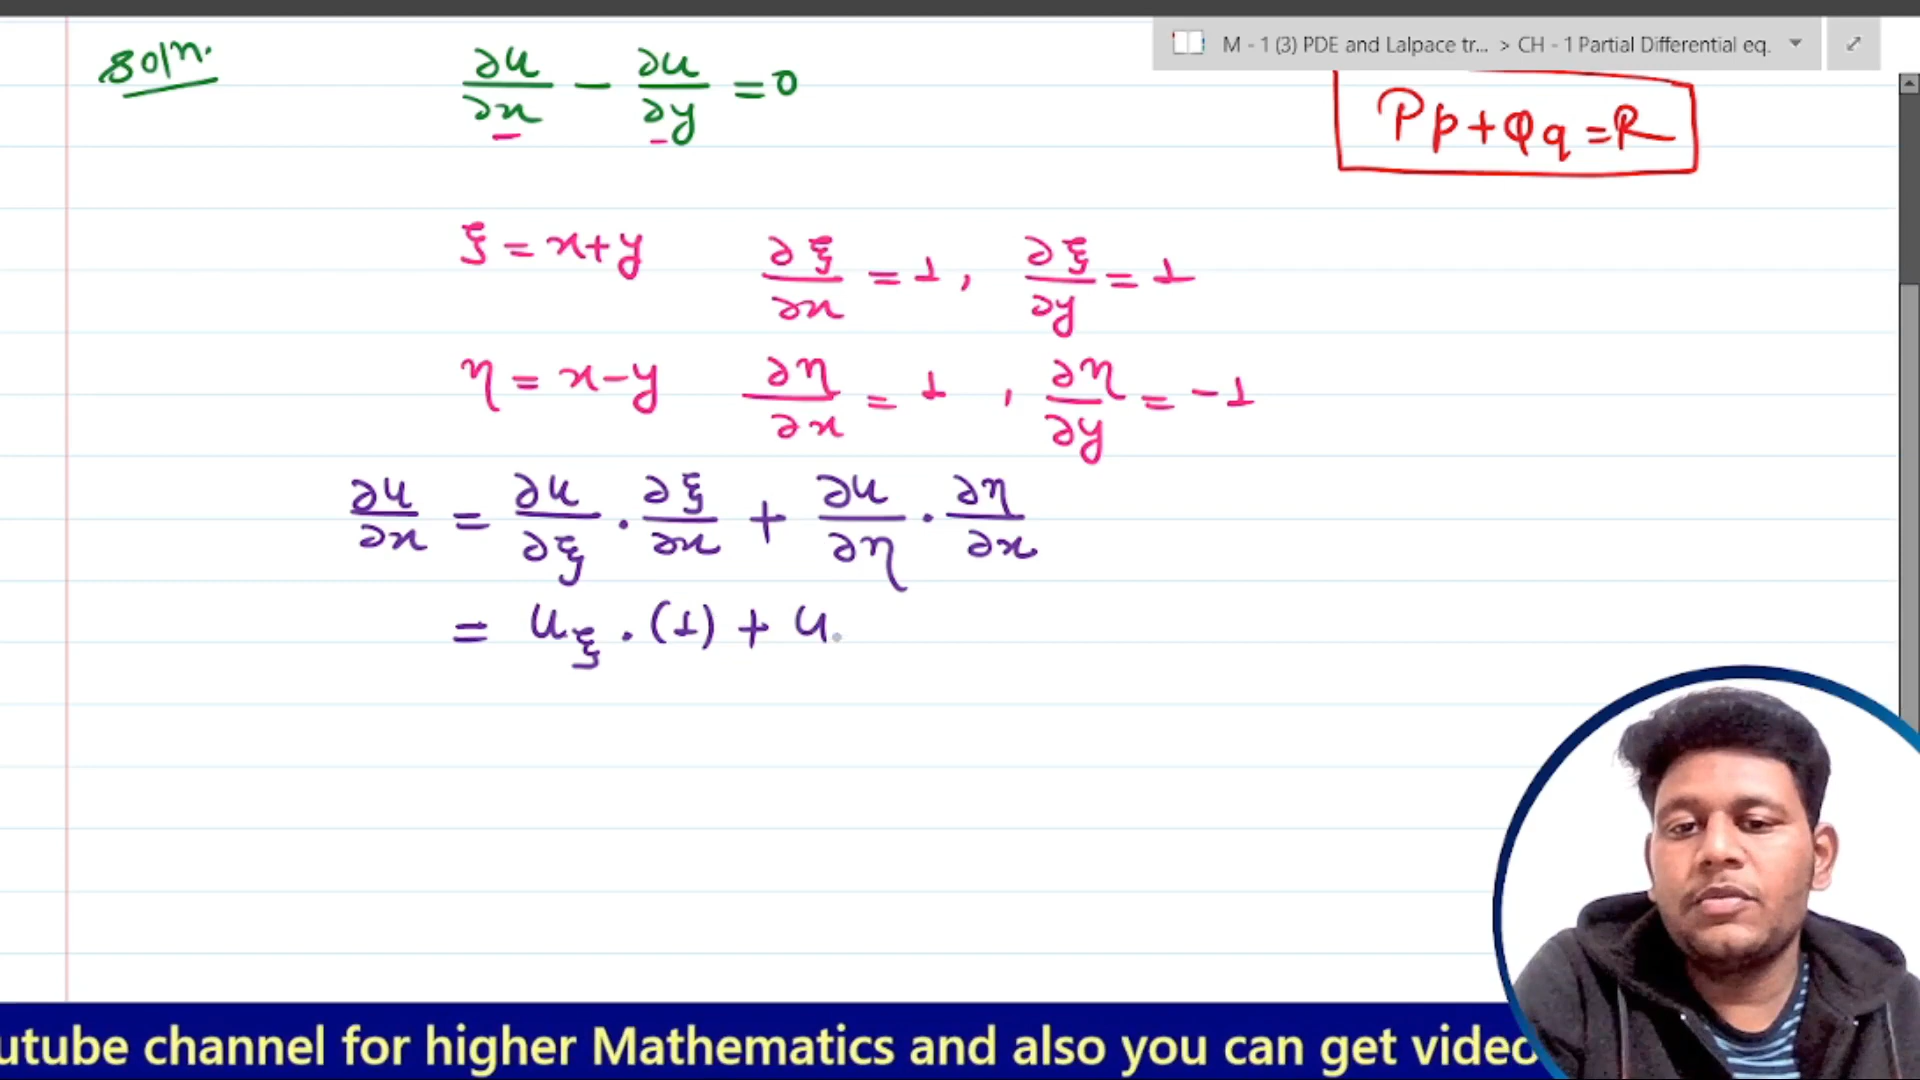 M - 1 (3) PDE and Lalpace tr... > CH - 1 Partial Differential eq.
Soln.
∂u/∂x − ∂u/∂y = 0
Pp + Qq = R
ξ = x+y   ∂ξ/∂x = 1 , ∂ξ/∂y = 1
η = x−y   ∂η/∂x = 1 , ∂η/∂y = −1
∂u/∂x = ∂u/∂ξ · ∂ξ/∂x + ∂u/∂η · ∂η/∂x
= uξ · (1) + u
utube channel for higher Mathematics and also you can get video